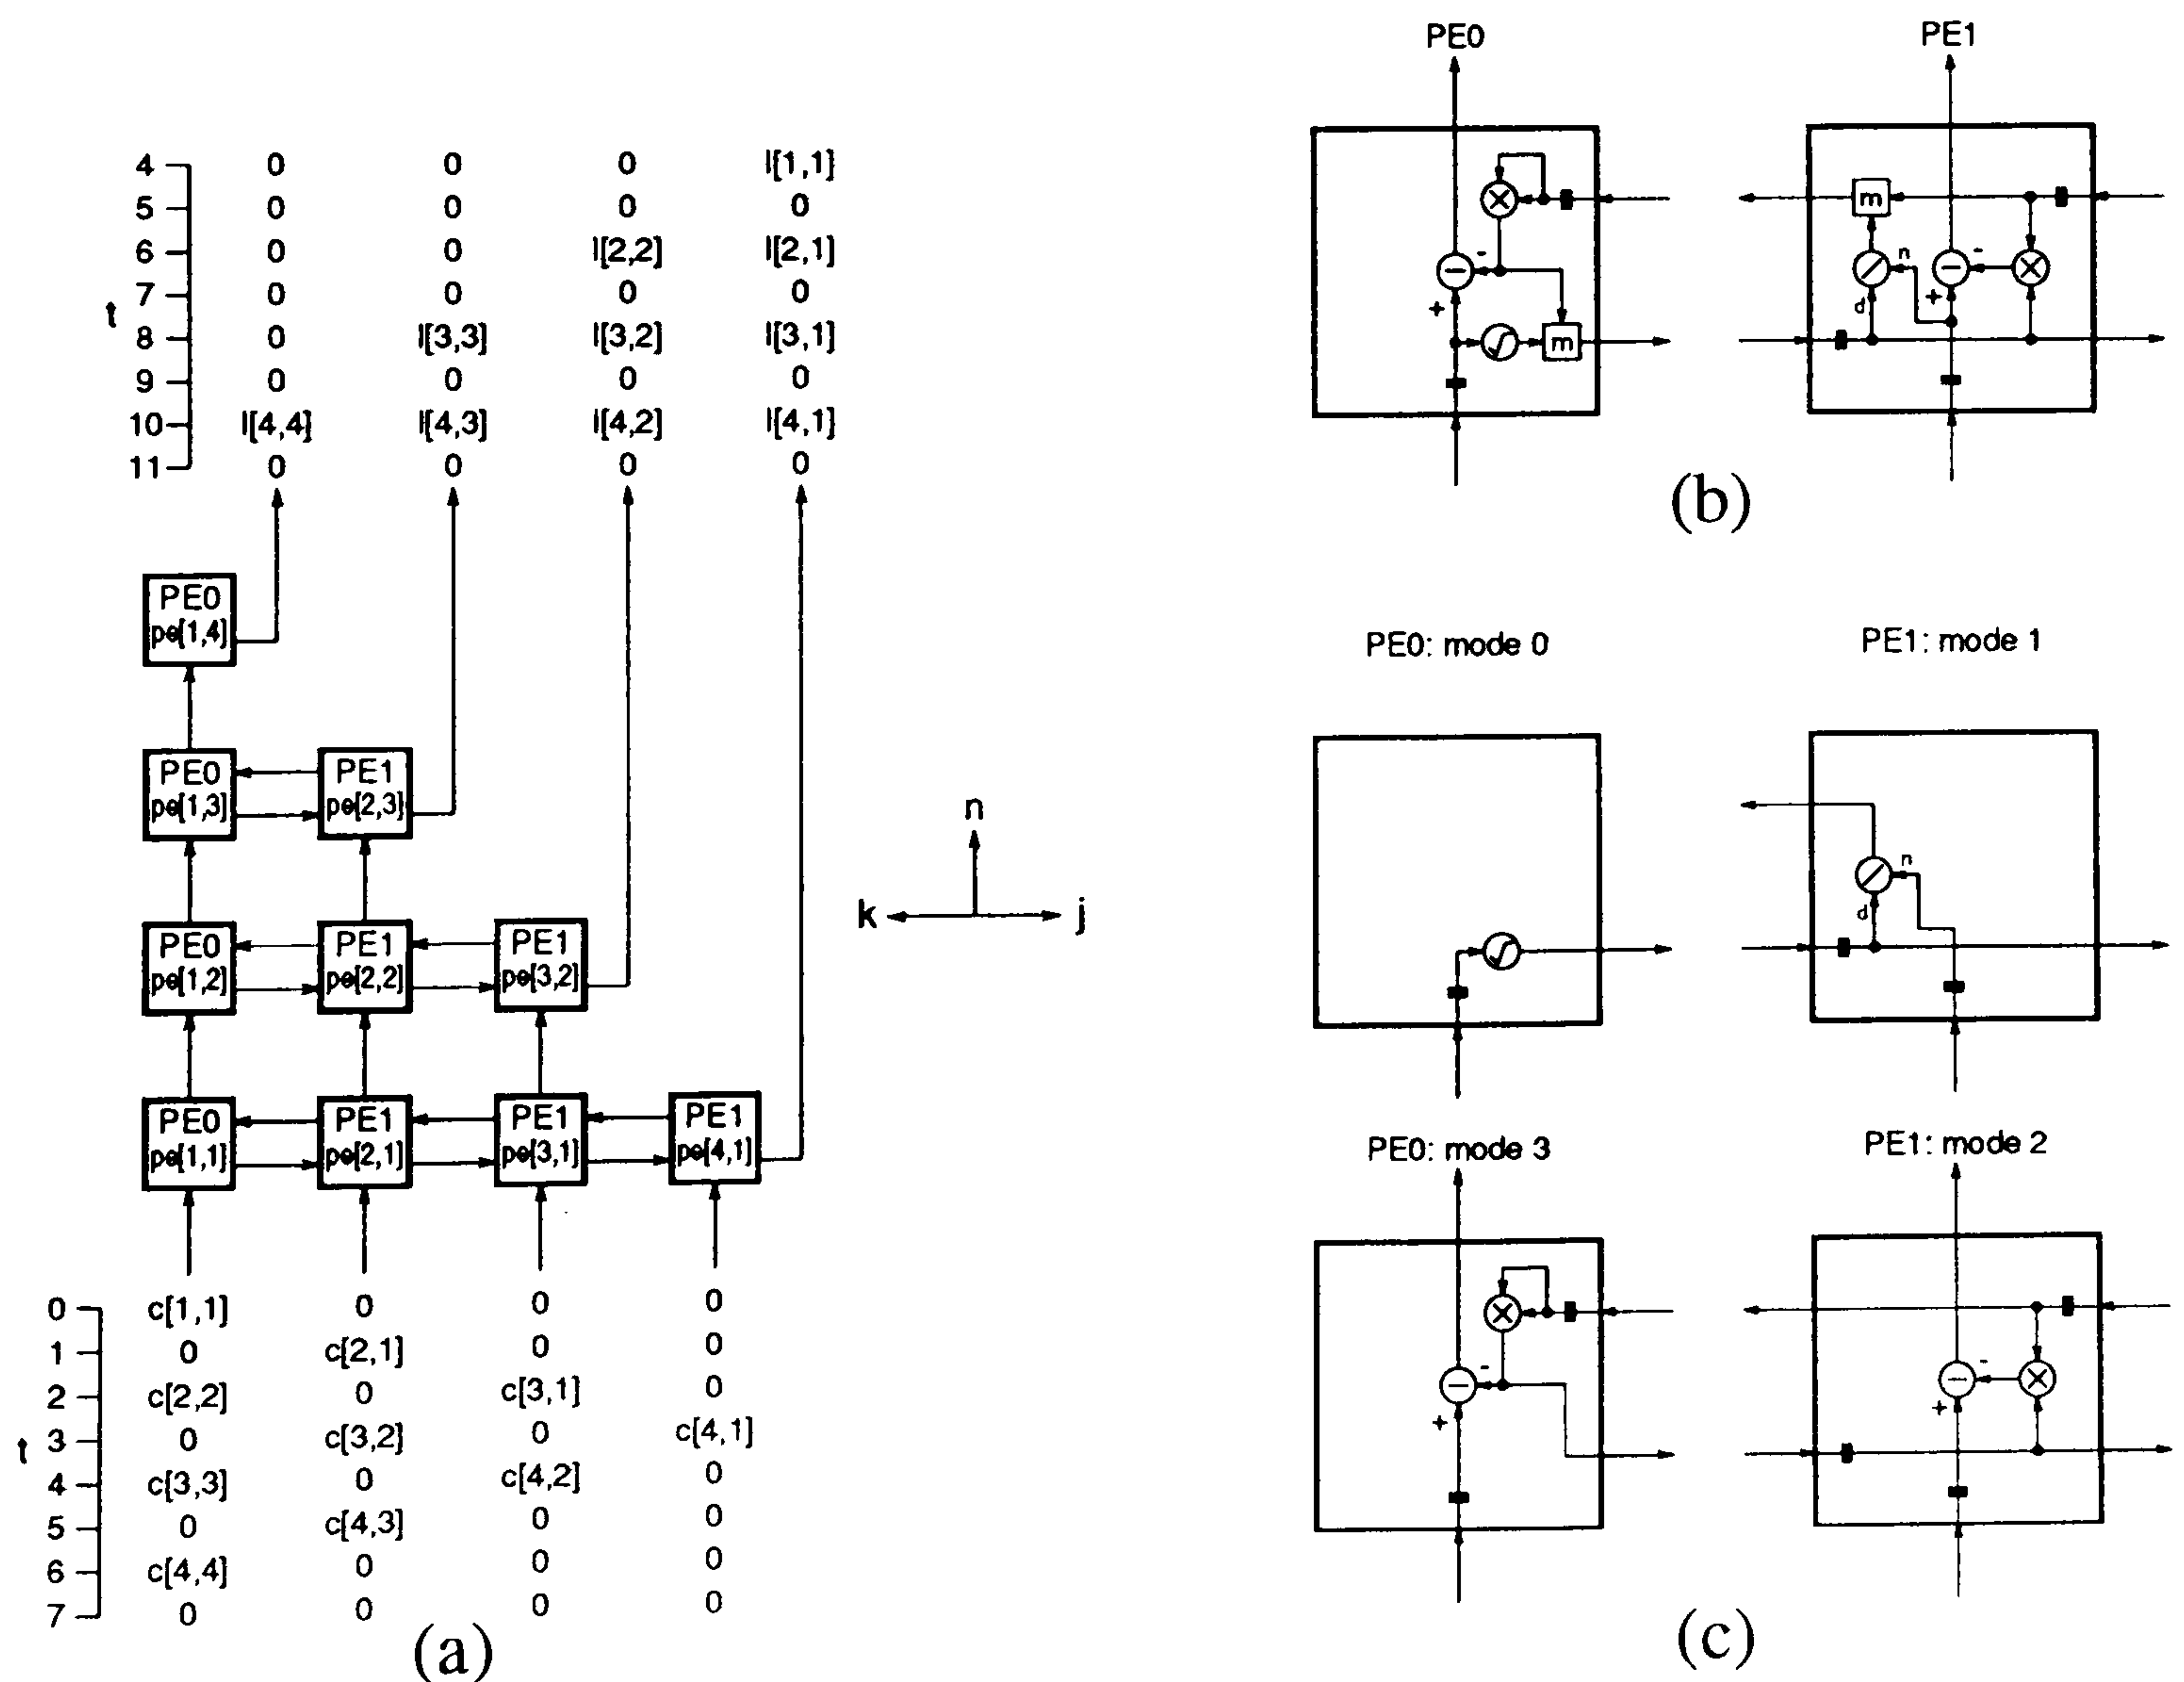 4 0 0 0 l[1,1]
5 0 0 0 0
6 0 0 l[2,2] l[2,1]
7 0 0 0 0
t
8 0 l[3,3] l[3,2] l[3,1]
9 0 0 0 0
10 l[4,4] l[4,3] l[4,2] l[4,1]
11 0 0 0 0
PE0
pe[1,4]
PE0 PE1
pe[1,3] pe[2,3]
PE0 PE1 PE1
pe[1,2] pe[2,2] pe[3,2]
PE0 PE1 PE1 PE1
pe[1,1] pe[2,1] pe[3,1] pe[4,1]
n
k j
0 c[1,1] 0 0 0
1 0 c[2,1] 0 0
2 c[2,2] 0 c[3,1] 0
t 3 0 c[3,2] 0 c[4,1]
4 c[3,3] 0 c[4,2] 0
5 0 c[4,3] 0 0
6 c[4,4] 0 0 0
7 0 0 0 0
(a)
PE0 PE1
m
n - -
- +
d
+
m
(b)
PE0: mode 0 PE1: mode 1
n
d
PE0: mode 3 PE1: mode 2
- -
+ +
(c)